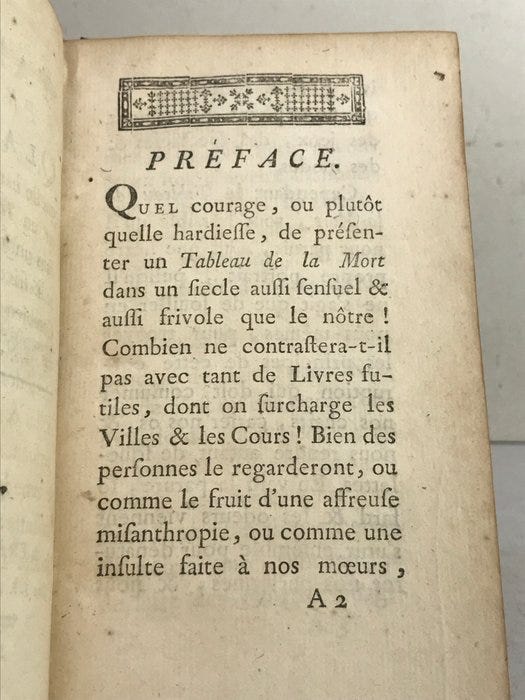 PRÉFACE.
QUEL courage, ou plutôt
quelle hardieſſe, de préſen-
ter un Tableau de la Mort
dans un ſiecle auſſi ſenſuel &
auſſi frivole que le nôtre !
Combien ne contraſtera-t-il
pas avec tant de Livres fu-
tiles, dont on ſurcharge les
Villes & les Cours ! Bien des
perſonnes le regarderont, ou
comme le fruit d'une affreuſe
miſanthropie, ou comme une
inſulte faite à nos mœurs,
A 2